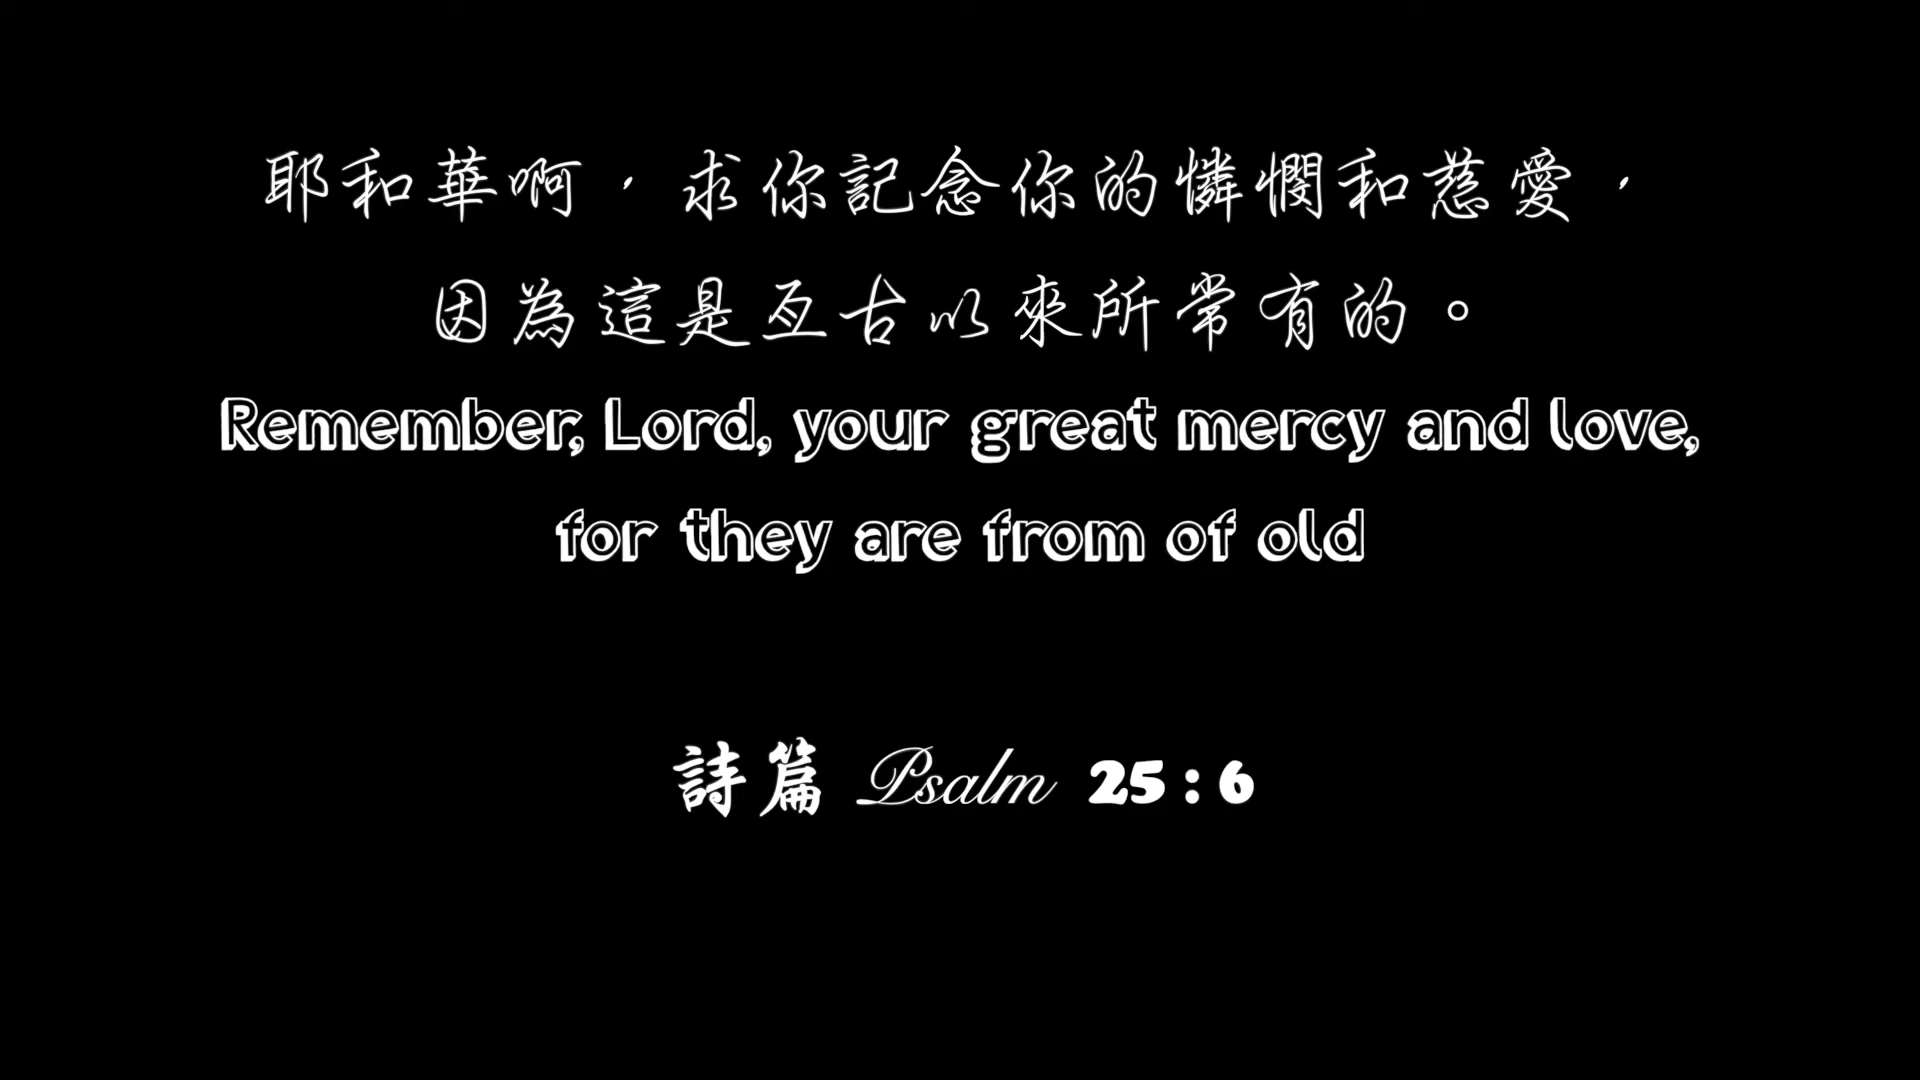 耶和華啊，求你記念你的憐憫和慈愛，
因為這是亙古以來所常有的。
Remember, Lord, your great mercy and love,
for they are from of old
詩篇 Psalm 25:6